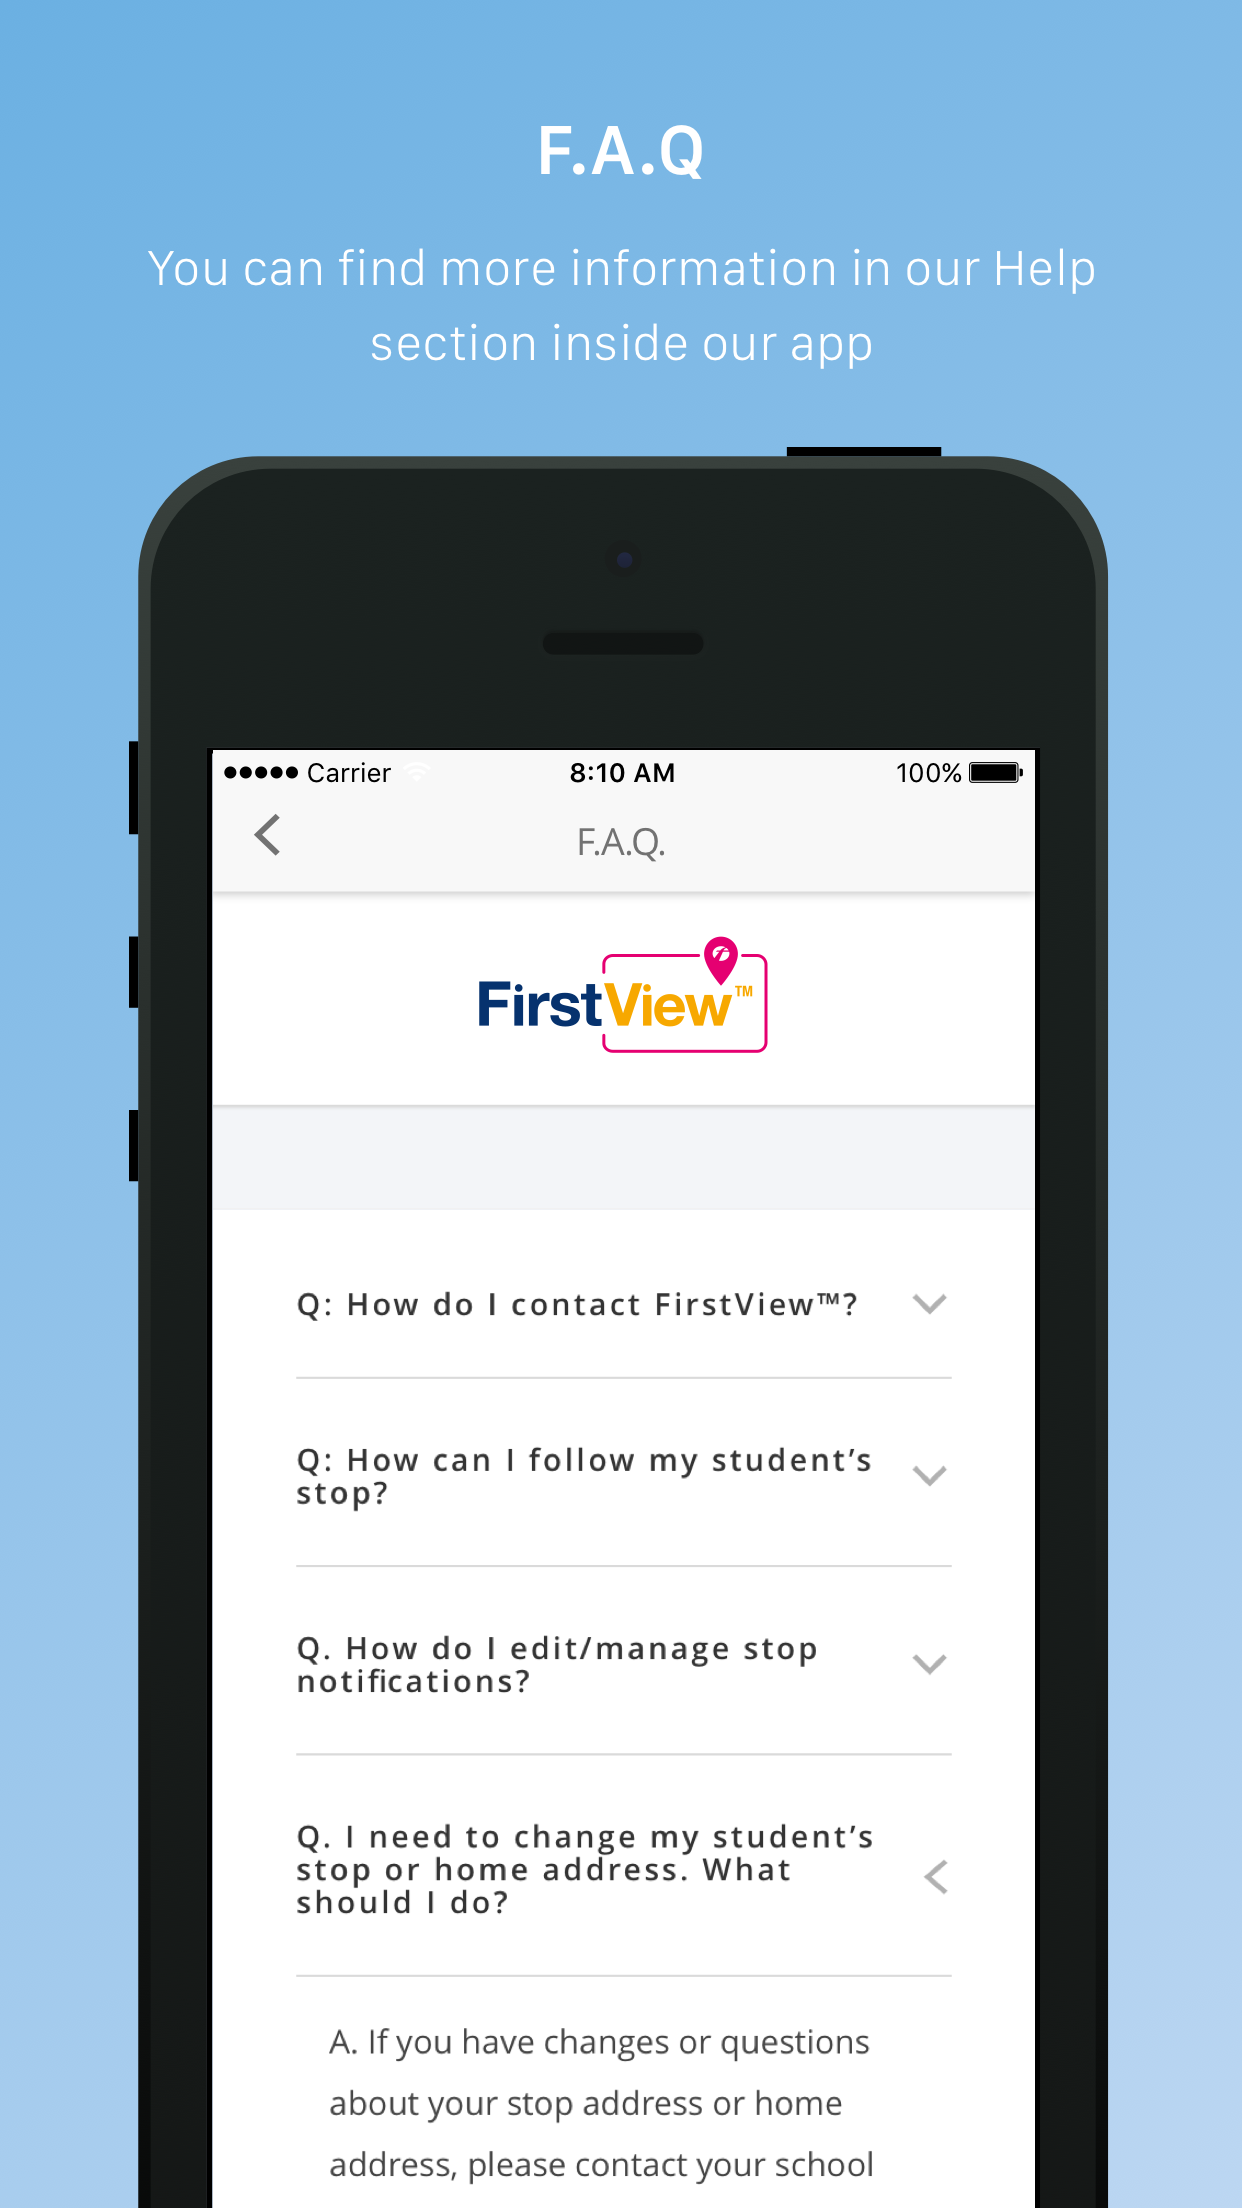 F.A.Q
You can find more information in our Help
section inside our app
Carrier
8:10 AM
100%
F.A.Q.
FirstView™
Q: How do I contact FirstView™?
Q: How can I follow my student’s
stop?
Q. How do I edit/manage stop
notifications?
Q. I need to change my student’s
stop or home address. What
should I do?
A. If you have changes or questions
about your stop address or home
address, please contact your school